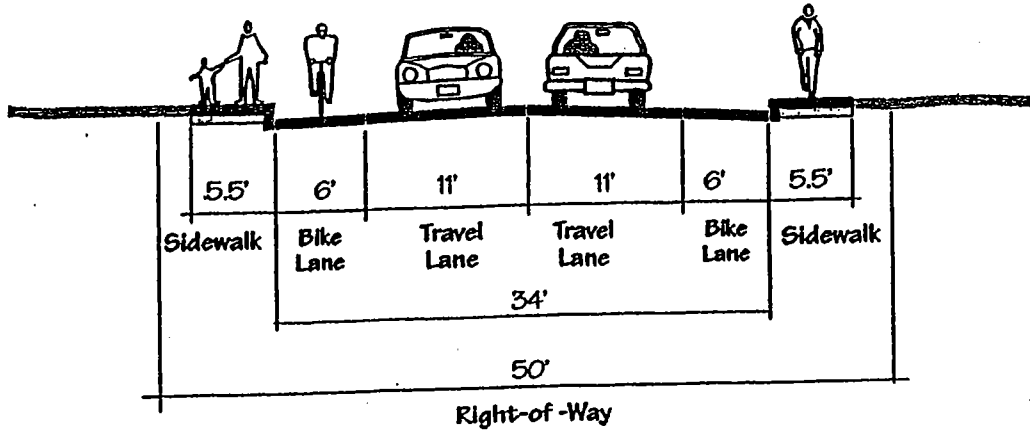 5.5' 6' 11' 11' 6' 5.5'
Sidewalk Bike Lane Travel Lane Travel Lane Bike Lane Sidewalk
34'
50'
Right-of-Way